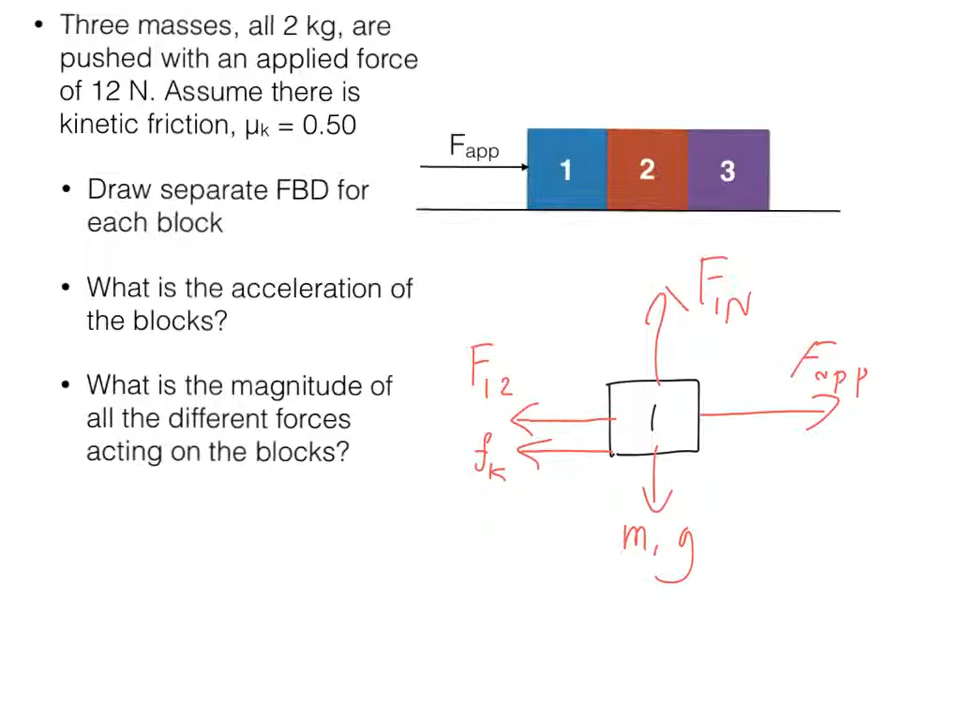 • Three masses, all 2 kg, are
pushed with an applied force
of 12 N. Assume there is
kinetic friction, μk = 0.50
• Draw separate FBD for
each block
• What is the acceleration of
the blocks?
• What is the magnitude of
all the different forces
acting on the blocks?
Fapp
1 2 3
F1N
F12
Fapp
fk
1
m1g